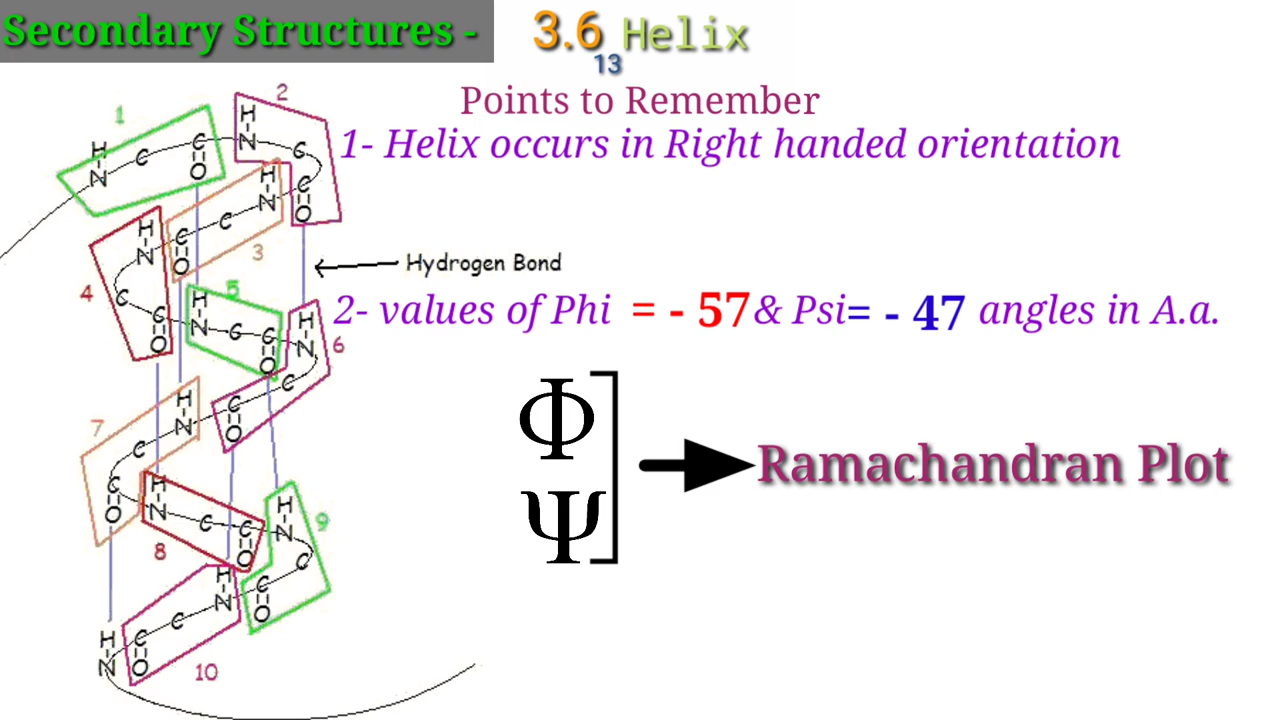 Secondary Structures - 3.6 Helix
13
Points to Remember
1- Helix occurs in Right handed orientation
Hydrogen Bond
2- values of Phi = - 57 & Psi= - 47 angles in A.a.
Φ
Ψ
Ramachandran Plot
1
2
3
4
5
6
7
8
9
10
H
N
C
C
O
H
N
C
C
O
H
N
C
C
O
H
N
C
C
O
H
N
C
C
O
H
N
C
C
O
H
N
C
C
O
H
N
C
C
O
H
N
C
C
O
H
N
C
C
O
H
N